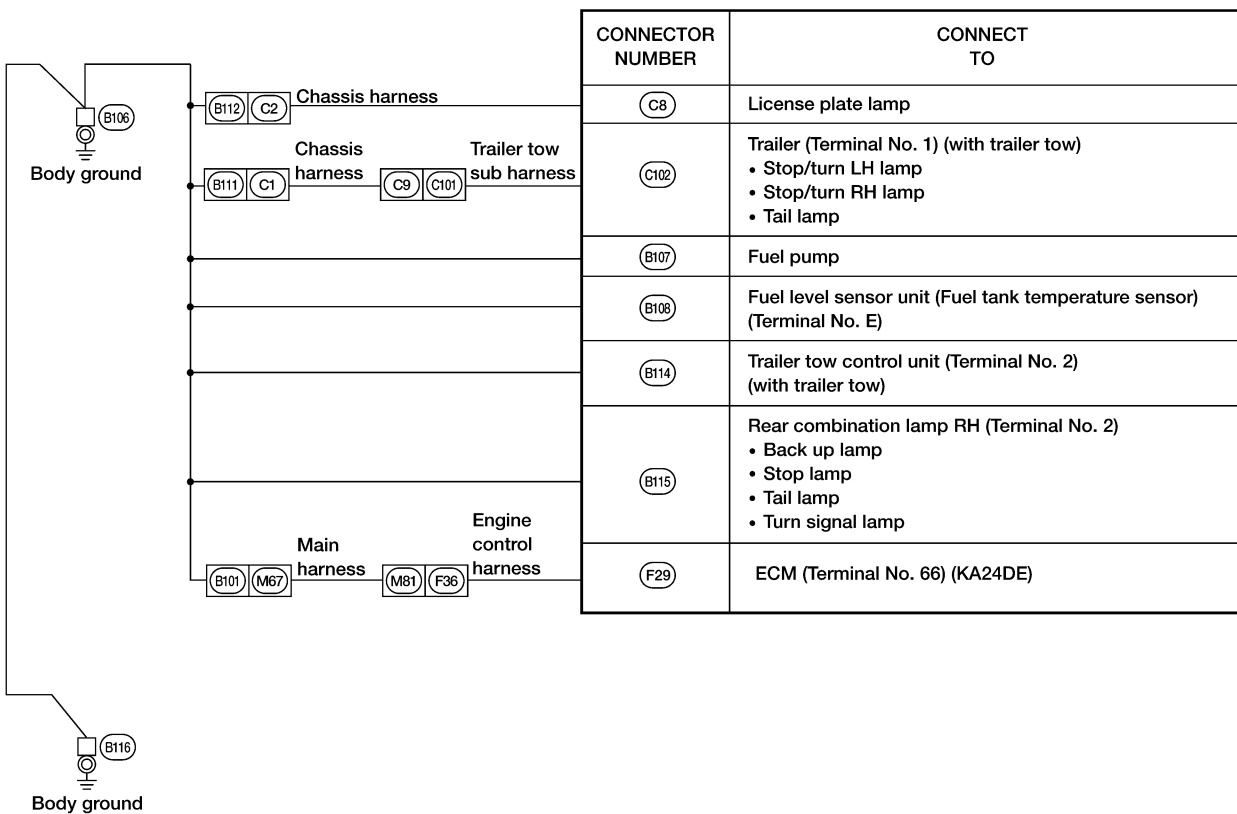 CONNECTOR
NUMBER
CONNECT
TO
B106
Body ground
B112 C2
Chassis harness
C8
License plate lamp
B111 C1
Chassis
harness
C9 C101
Trailer tow
sub harness
C102
Trailer (Terminal No. 1) (with trailer tow)
• Stop/turn LH lamp
• Stop/turn RH lamp
• Tail lamp
B107
Fuel pump
B108
Fuel level sensor unit (Fuel tank temperature sensor)
(Terminal No. E)
B114
Trailer tow control unit (Terminal No. 2)
(with trailer tow)
B115
Rear combination lamp RH (Terminal No. 2)
• Back up lamp
• Stop lamp
• Tail lamp
• Turn signal lamp
B101 M67
Main
harness
M81 F36
Engine
control
harness
F29
ECM (Terminal No. 66) (KA24DE)
B116
Body ground